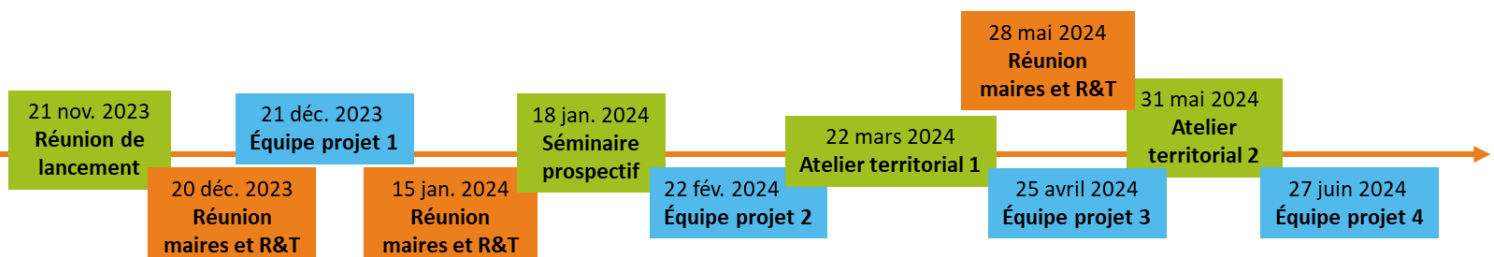 21 nov. 2023
Réunion de
lancement
20 déc. 2023
Réunion
maires et R&T
21 déc. 2023
Équipe projet 1
15 jan. 2024
Réunion
maires et R&T
18 jan. 2024
Séminaire
prospectif
22 fév. 2024
Équipe projet 2
22 mars 2024
Atelier territorial 1
25 avril 2024
Équipe projet 3
28 mai 2024
Réunion
maires et R&T
31 mai 2024
Atelier
territorial 2
27 juin 2024
Équipe projet 4